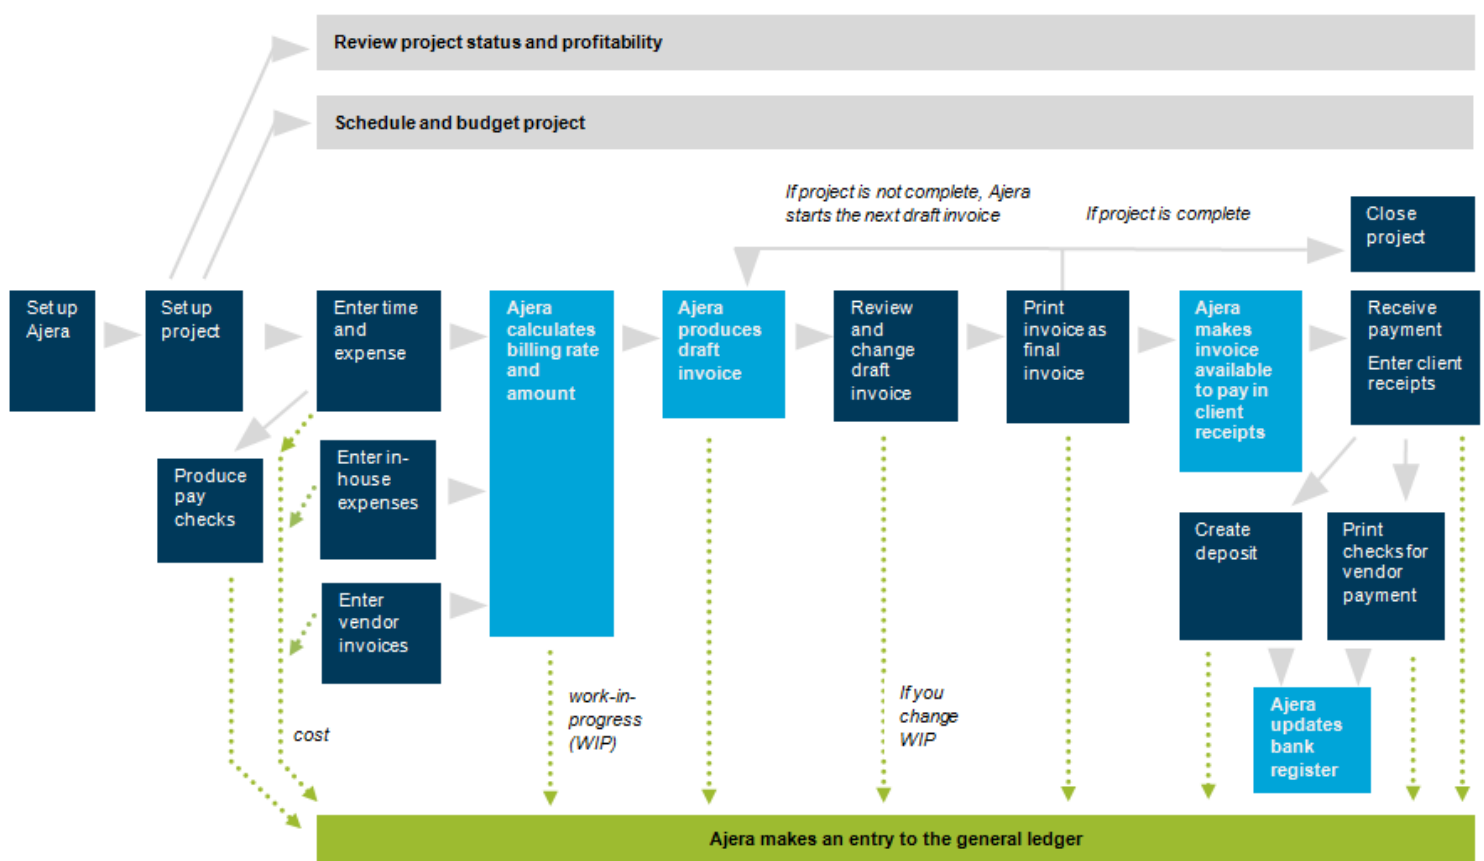 Review project status and profitability
Schedule and budget project
If project is not complete, Ajera
starts the next draft invoice
If project is complete
Close
project
Set up
Ajera
Set up
project
Enter time
and
expense
Ajera
calculates
billing rate
and
amount
Ajera
produces
draft
invoice
Review
and
change
draft
invoice
Print
invoice as
final
invoice
Ajera
makes
invoice
available
to pay in
client
receipts
Receive
payment
Enter client
receipts
Produce
pay
checks
Enter in-
house
expenses
Create
deposit
Print
checks for
vendor
payment
Enter
vendor
invoices
cost
work-in-
progress
(WIP)
If you
change
WIP
Ajera
updates
bank
register
Ajera makes an entry to the general ledger